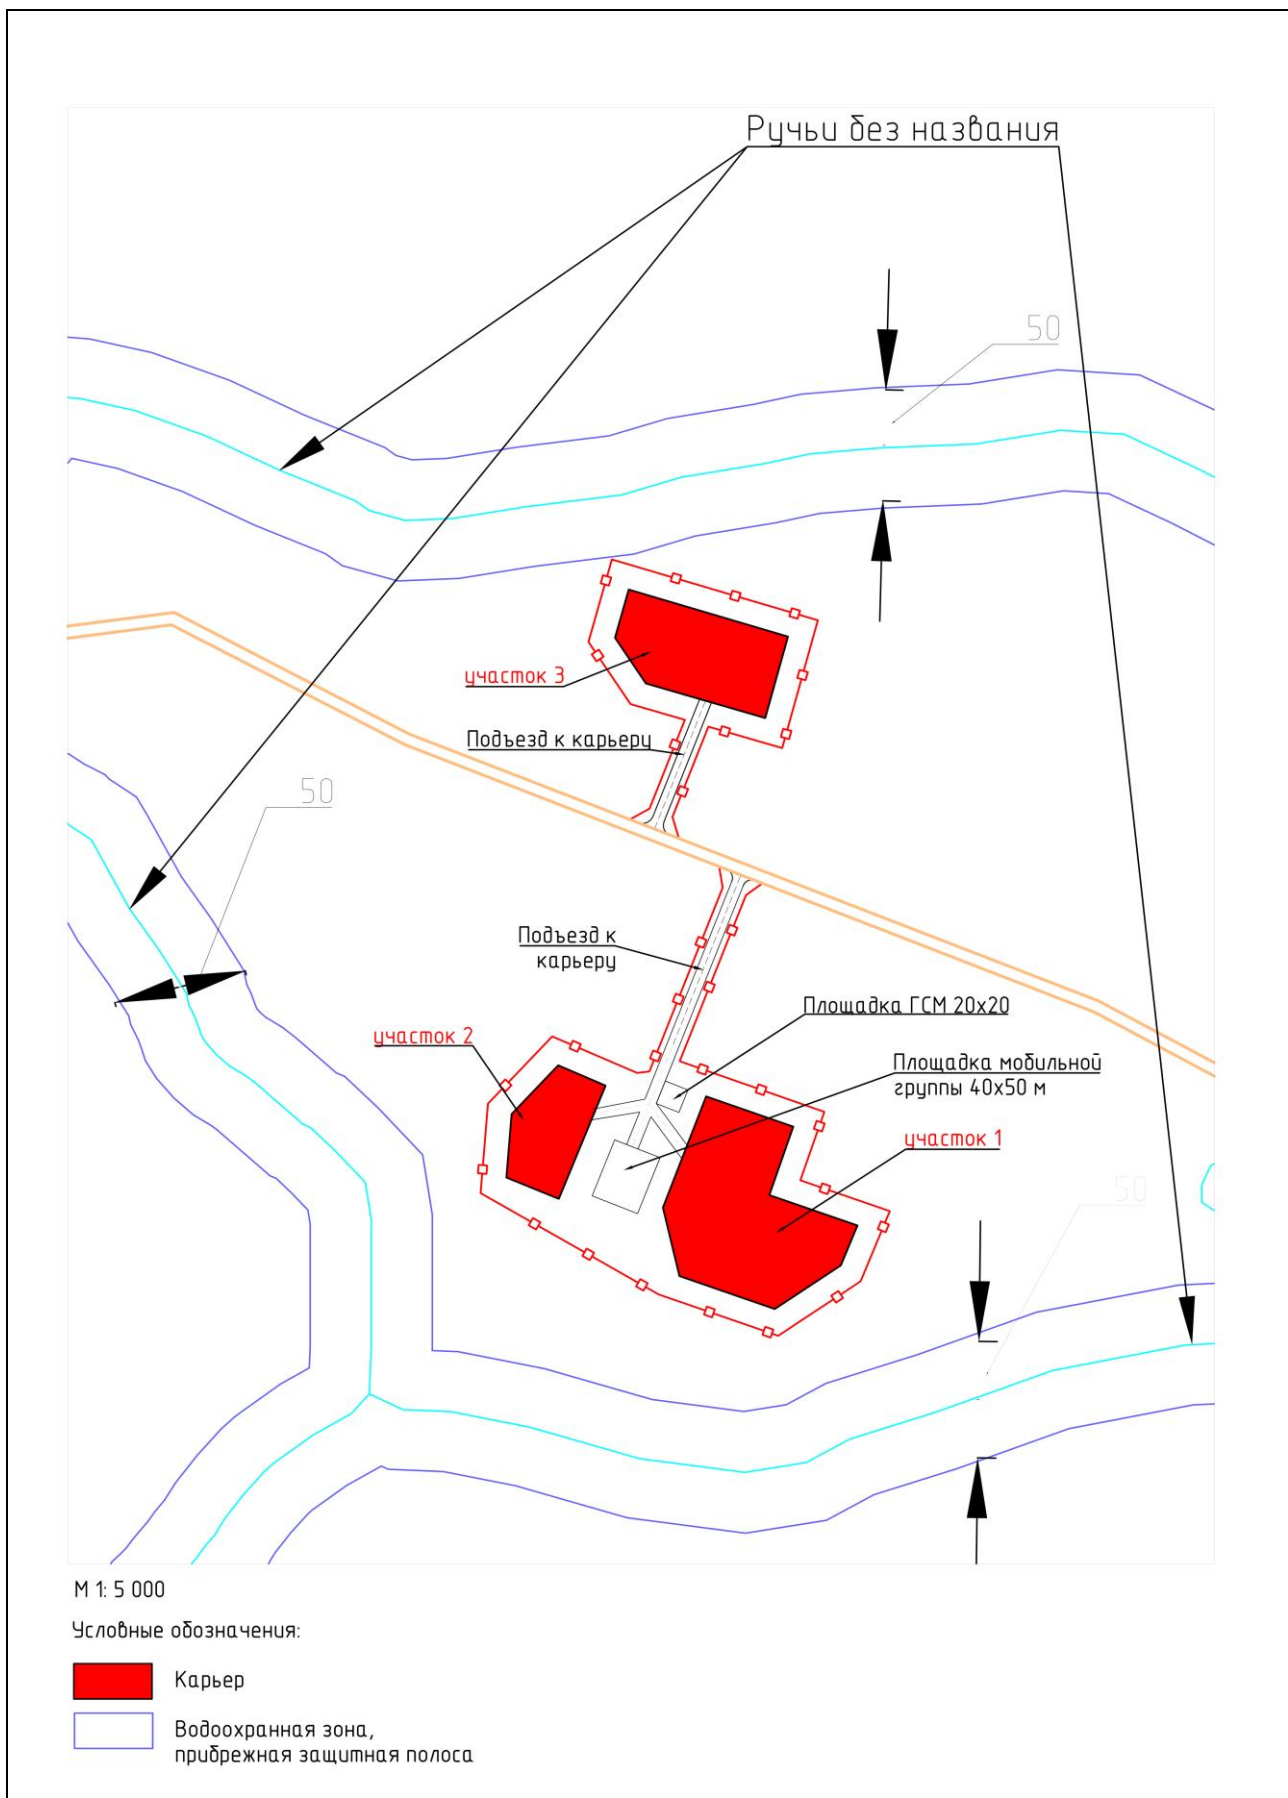 Ручьи без названия
50
участок 3
Подъезд к карьеру
50
Подъезд к
карьеру
Площадка ГСМ 20х20
участок 2
Площадка мобильной
группы 40х50 м
участок 1
50
М 1: 5 000
Условные обозначения:
Карьер
Водоохранная зона,
прибрежная защитная полоса